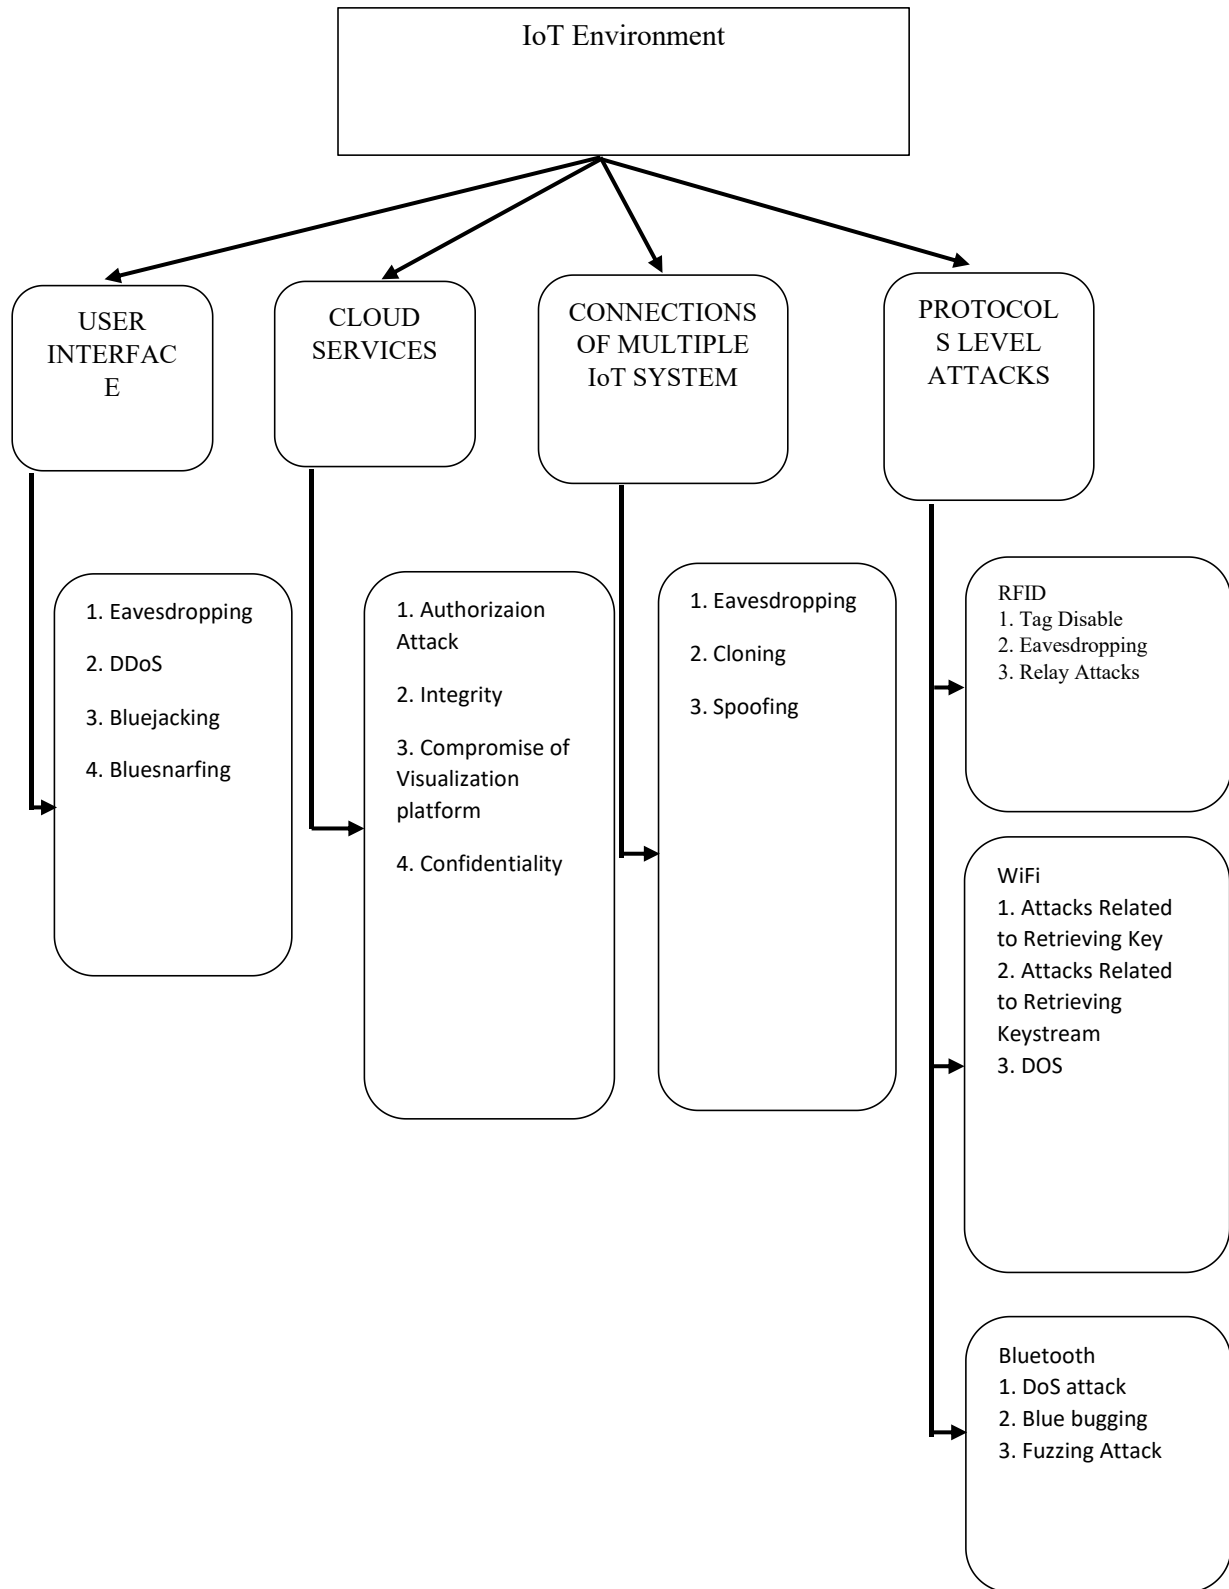 IoT Environment
USER
INTERFAC
E
CLOUD
SERVICES
CONNECTIONS
OF MULTIPLE
IoT SYSTEM
PROTOCOL
S LEVEL
ATTACKS
1. Eavesdropping
2. DDoS
3. Bluejacking
4. Bluesnarfing
1. Authorizaion
Attack
2. Integrity
3. Compromise of
Visualization
platform
4. Confidentiality
1. Eavesdropping
2. Cloning
3. Spoofing
RFID
1. Tag Disable
2. Eavesdropping
3. Relay Attacks
WiFi
1. Attacks Related
to Retrieving Key
2. Attacks Related
to Retrieving
Keystream
3. DOS
Bluetooth
1. DoS attack
2. Blue bugging
3. Fuzzing Attack